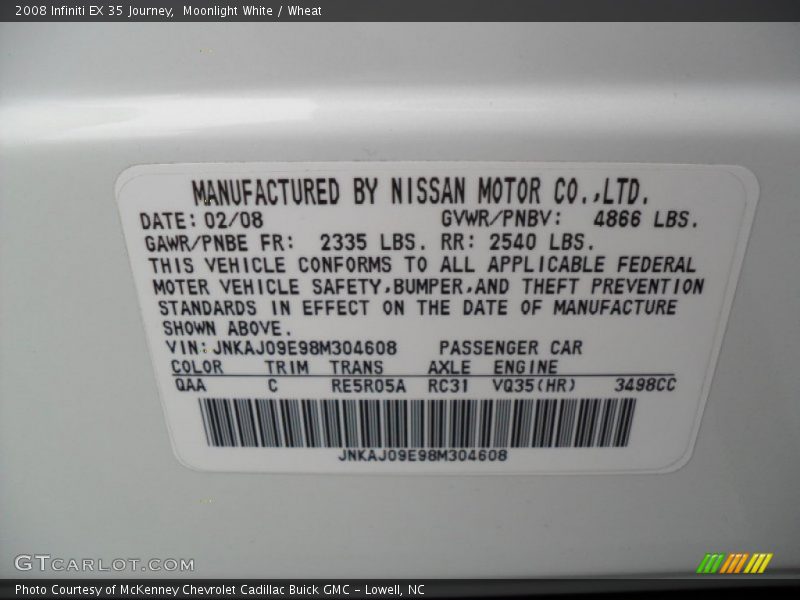 2008 Infiniti EX 35 Journey,  Moonlight White / Wheat
MANUFACTURED BY NISSAN MOTOR CO.,LTD.
DATE: 02/08 GVWR/PNBV: 4866 LBS.
GAWR/PNBE FR: 2335 LBS. RR: 2540 LBS.
THIS VEHICLE CONFORMS TO ALL APPLICABLE FEDERAL
MOTER VEHICLE SAFETY,BUMPER,AND THEFT PREVENTION
STANDARDS IN EFFECT ON THE DATE OF MANUFACTURE
SHOWN ABOVE.
VIN: JNKAJ09E98M304608 PASSENGER CAR
COLOR TRIM TRANS AXLE ENGINE
QAA C RE5R05A RC31 VQ35(HR) 3498CC
JNKAJ09E98M304608
GTCARLOT.COM
Photo Courtesy of McKenney Chevrolet Cadillac Buick GMC - Lowell, NC